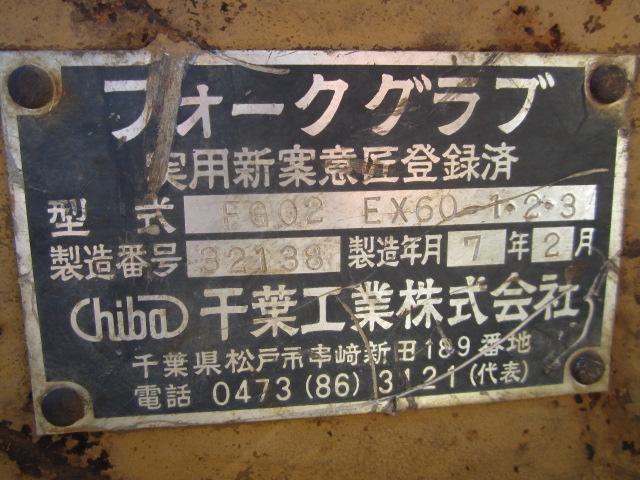 フォークグラブ
実用新案意匠登録済
型式 FG02 EX60-1・2・3
製造番号 32138 製造年月 7年2月
Chiba 千葉工業株式会社
千葉県松戸市串崎新田189番地
電話 0473(86)3121(代表)